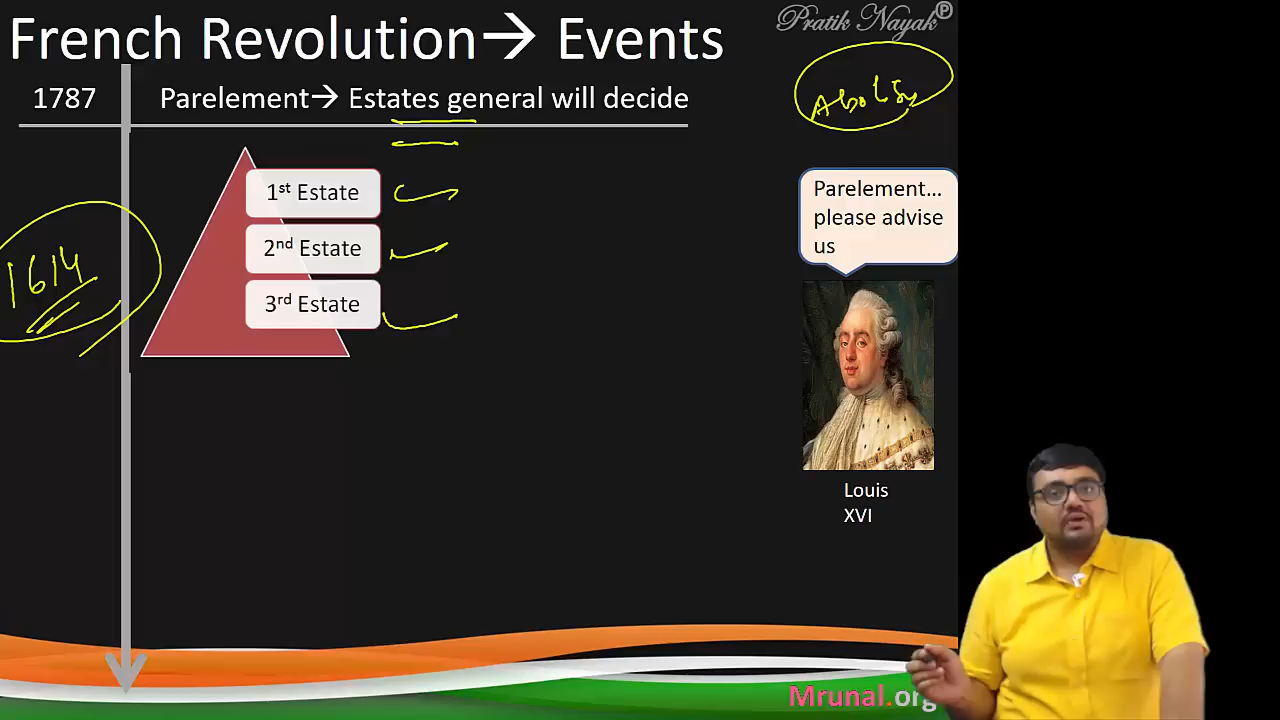 French Revolution→ Events
Pratik Nayak℗
1787
Parelement→ Estates general will decide
Abolish
1st Estate
2nd Estate
3rd Estate
1614
Parelement...
please advise
us
Louis
XVI
Mrunal.org